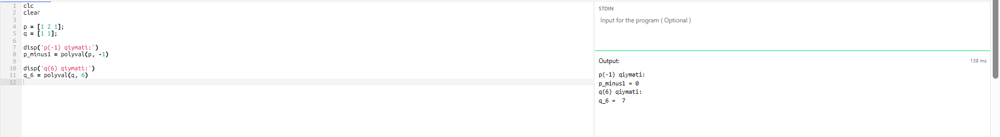 1 clc
2 clear
3
4 p = [1 2 1];
5 q = [1 1];
6
7 disp('p(-1) qiymati:')
8 p_minus1 = polyval(p, -1)
9
10 disp('q(6) qiymati:')
11 q_6 = polyval(q, 6)
12
STDIN
Input for the program ( Optional )
Output:
139 ms
p(-1) qiymati:
p_minus1 = 0
q(6) qiymati:
q_6 =  7